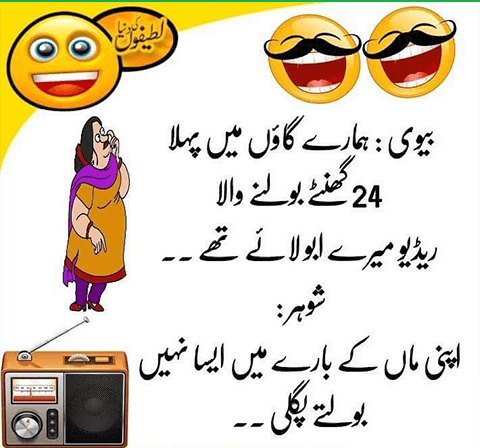 لطیفوں کی دنیا
بیوی : ہمارے گاؤں میں پہلا
24 گھنٹے بولنے والا
ریڈیو میرے ابو لائے تھے ۔۔
شوہر :
اپنی ماں کے بارے میں ایسا نہیں
بولتے پگلی ۔۔